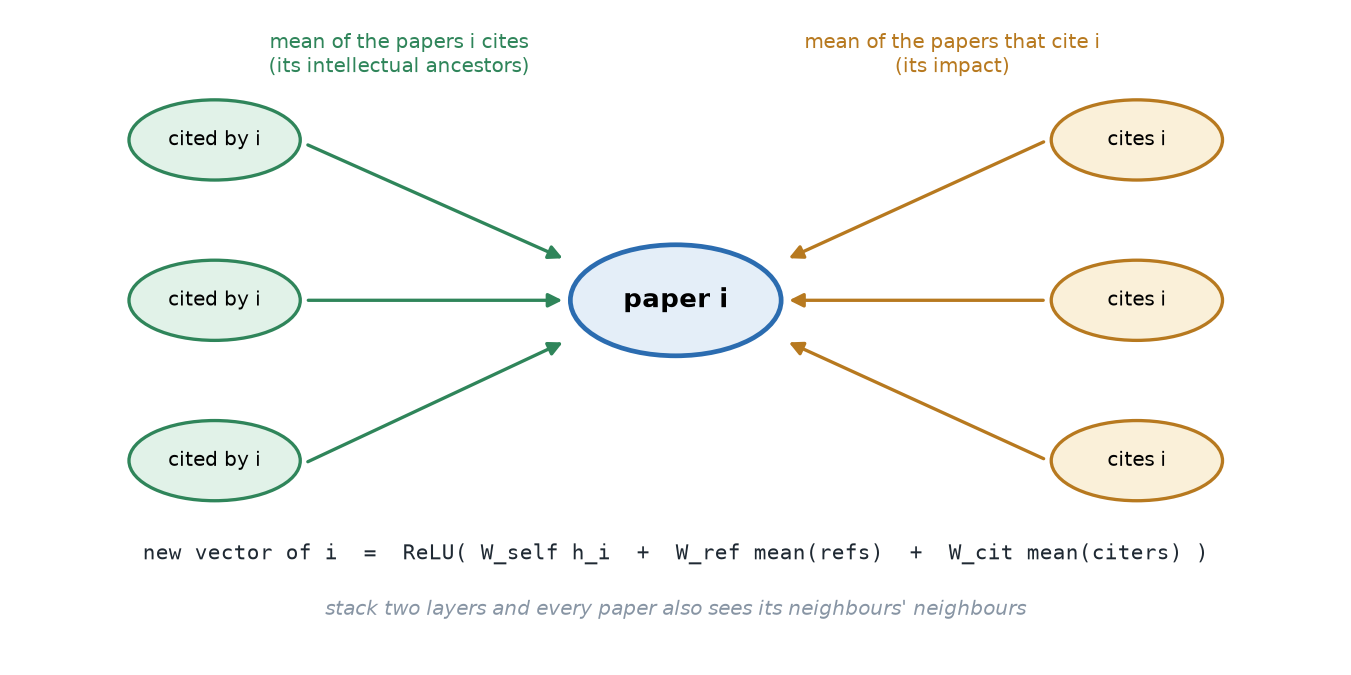 mean of the papers i cites
(its intellectual ancestors)
mean of the papers that cite i
(its impact)
cited by i
cites i
cited by i
paper i
cites i
cited by i
cites i
new vector of i  =  ReLU( W_self h_i  +  W_ref mean(refs)  +  W_cit mean(citers) )
stack two layers and every paper also sees its neighbours' neighbours